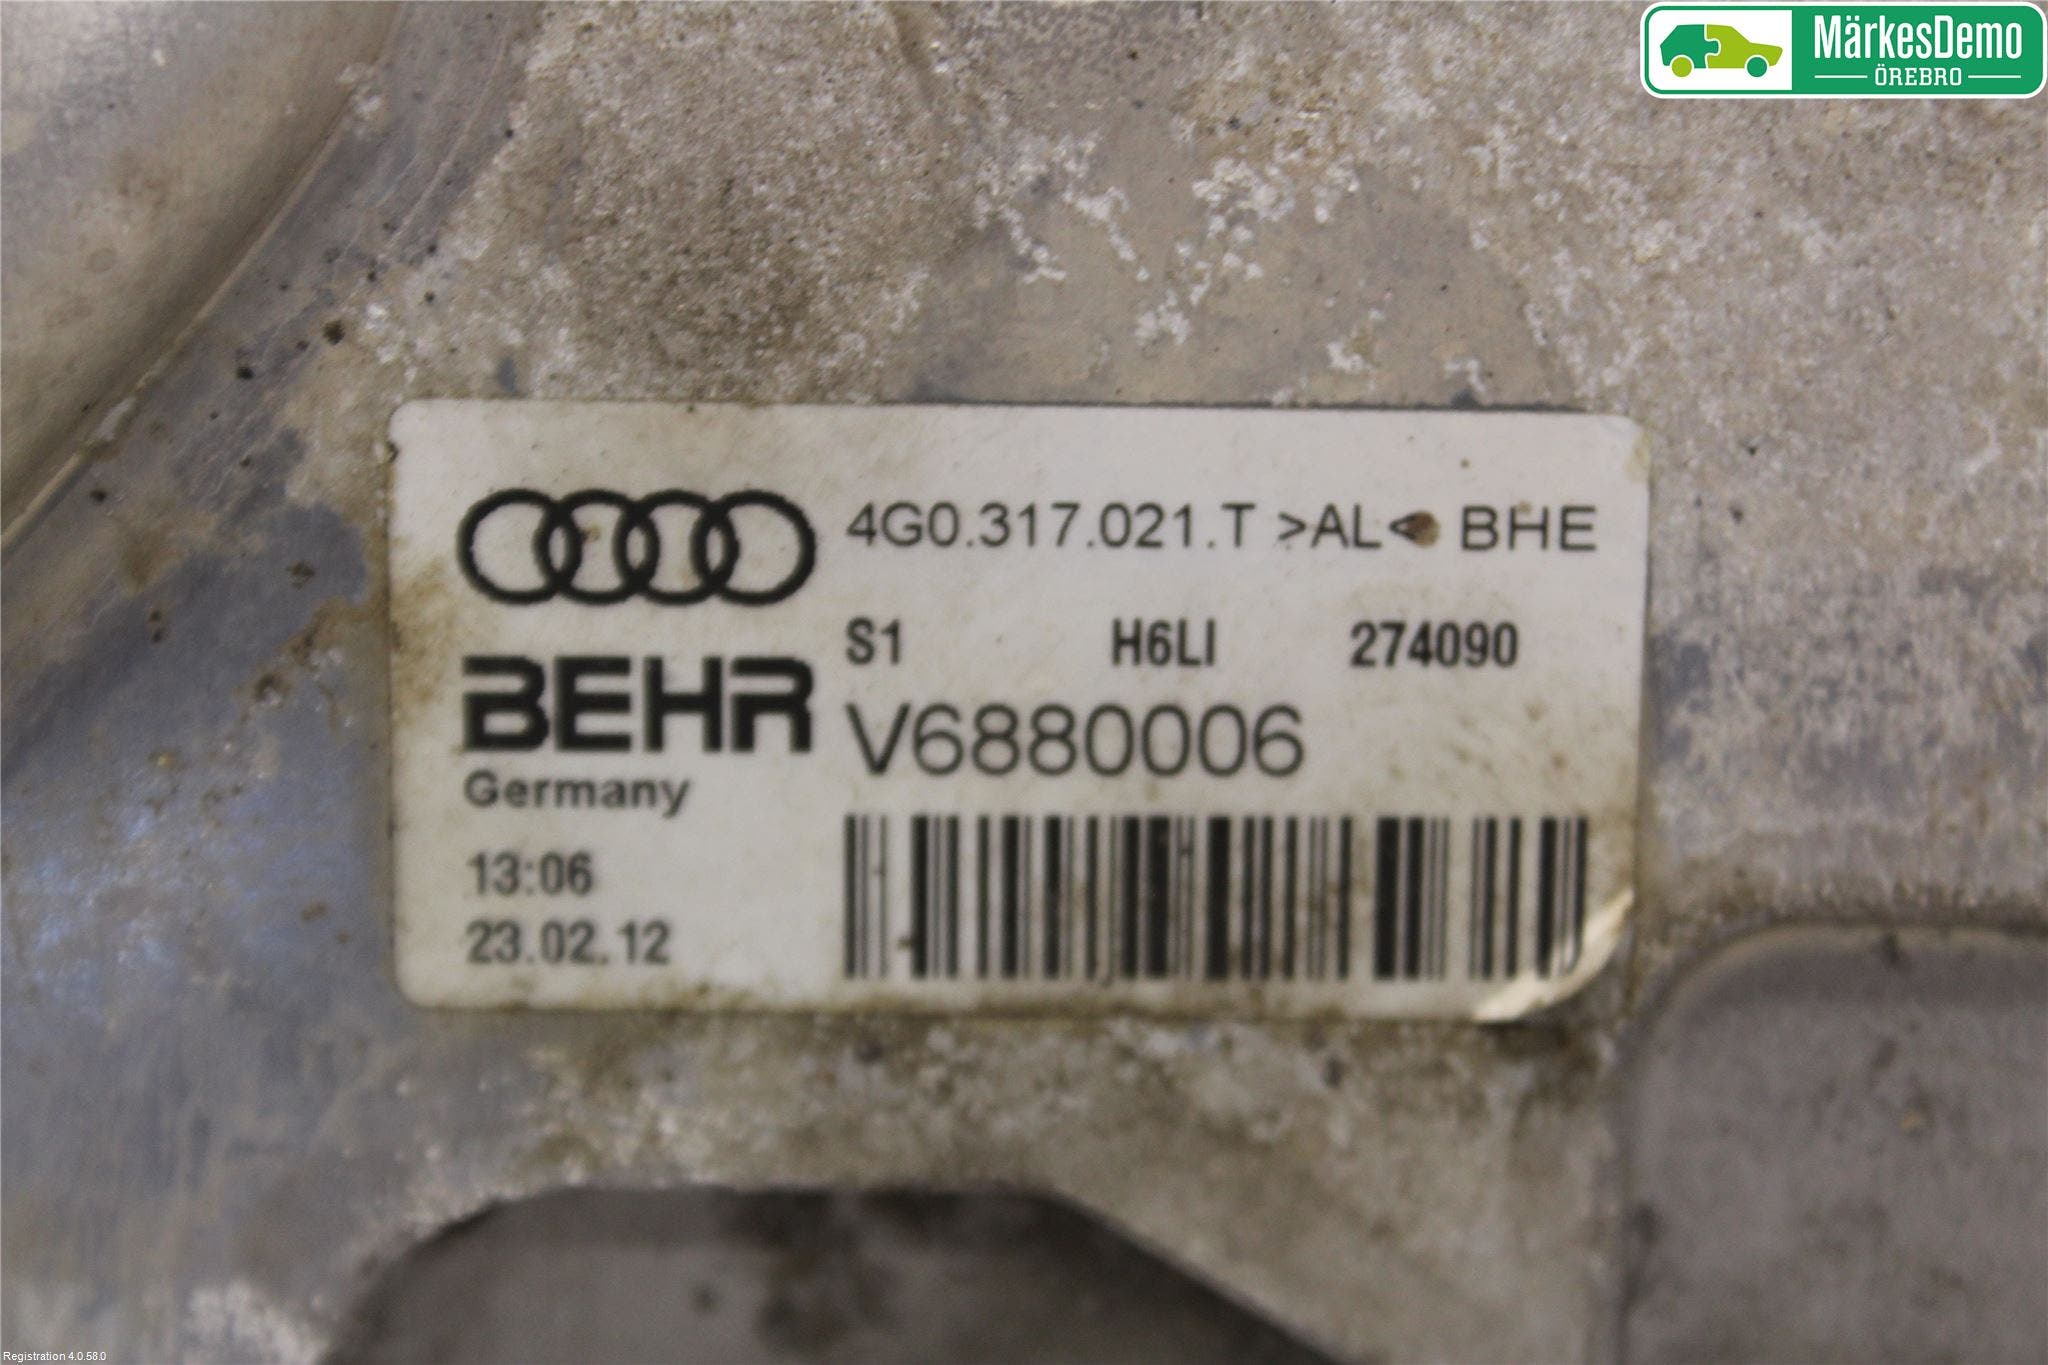 MärkesDemo
ÖREBRO
4G0.317.021.T >AL< BHE
S1 H6LI 274090
BEHR
V6880006
Germany
13:06
23.02.12
Registration 4.0.58.0